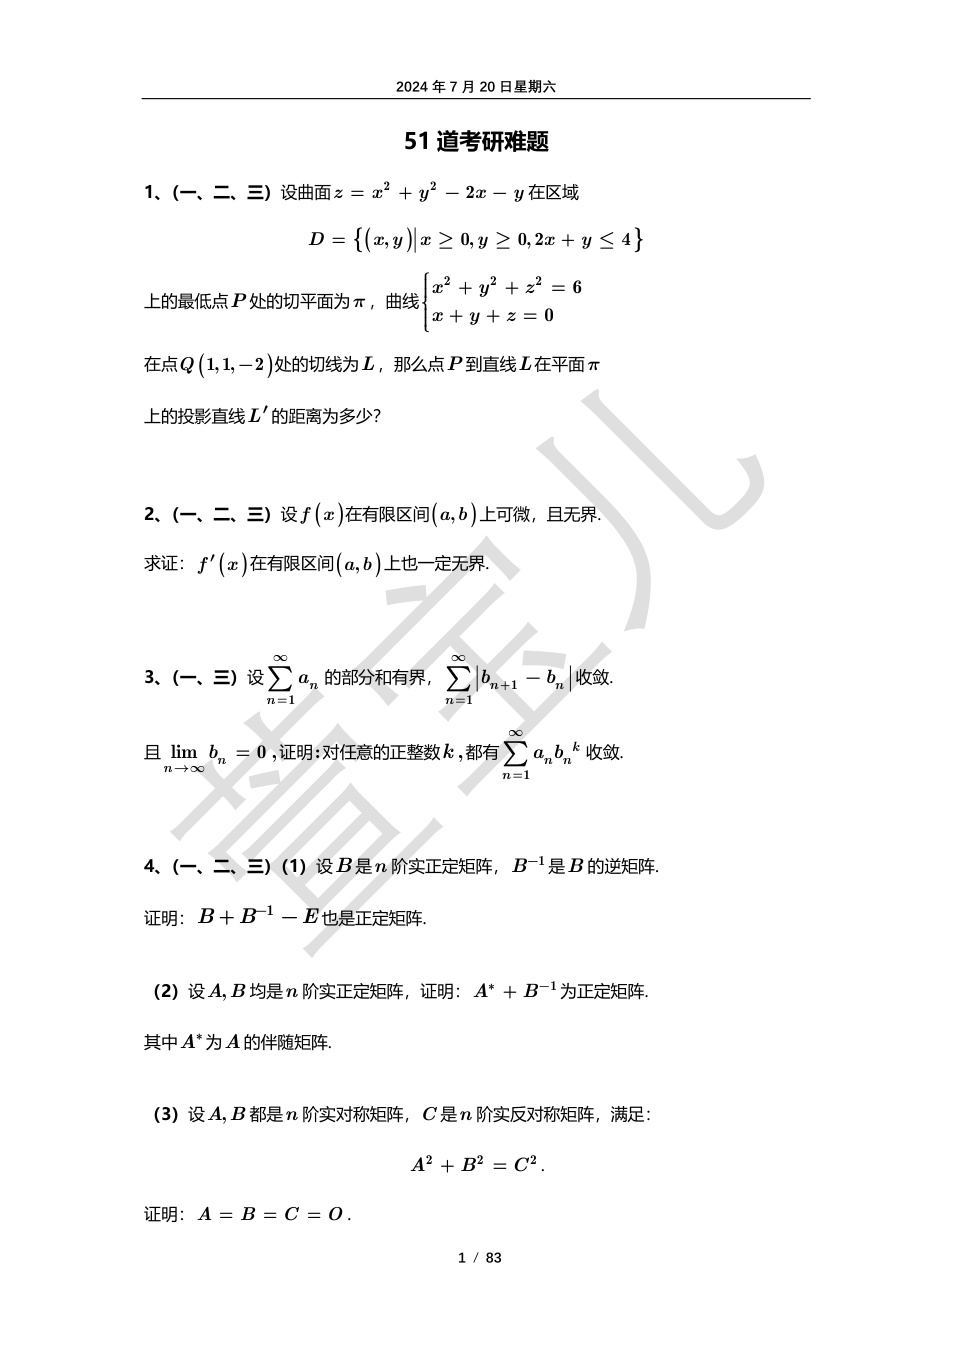 2024 年 7 月 20 日星期六
51 道考研难题
1、（一、二、三）设曲面 z = x² + y² − 2x − y 在区域
D = {(x, y)| x ≥ 0, y ≥ 0, 2x + y ≤ 4}
上的最低点 P 处的切平面为 π ，曲线 { x² + y² + z² = 6
x + y + z = 0
在点 Q(1,1,−2) 处的切线为 L ，那么点 P 到直线 L 在平面 π
上的投影直线 L′ 的距离为多少？
2、（一、二、三）设 f(x) 在有限区间 (a, b) 上可微，且无界.
求证： f′(x) 在有限区间 (a, b) 上也一定无界.
3、（一、三）设 ∑_{n=1}^{∞} a_n 的部分和有界， ∑_{n=1}^{∞} |b_{n+1} − b_n| 收敛.
且 lim_{n→∞} b_n = 0 ,证明:对任意的正整数 k ,都有 ∑_{n=1}^{∞} a_n b_n^k 收敛.
4、（一、二、三）（1）设 B 是 n 阶实正定矩阵， B⁻¹ 是 B 的逆矩阵.
证明： B + B⁻¹ − E 也是正定矩阵.
（2）设 A, B 均是 n 阶实正定矩阵，证明： A* + B⁻¹ 为正定矩阵.
其中 A* 为 A 的伴随矩阵.
（3）设 A, B 都是 n 阶实对称矩阵， C 是 n 阶实反对称矩阵，满足：
A² + B² = C² .
证明： A = B = C = O .
1 / 83
萱宝儿